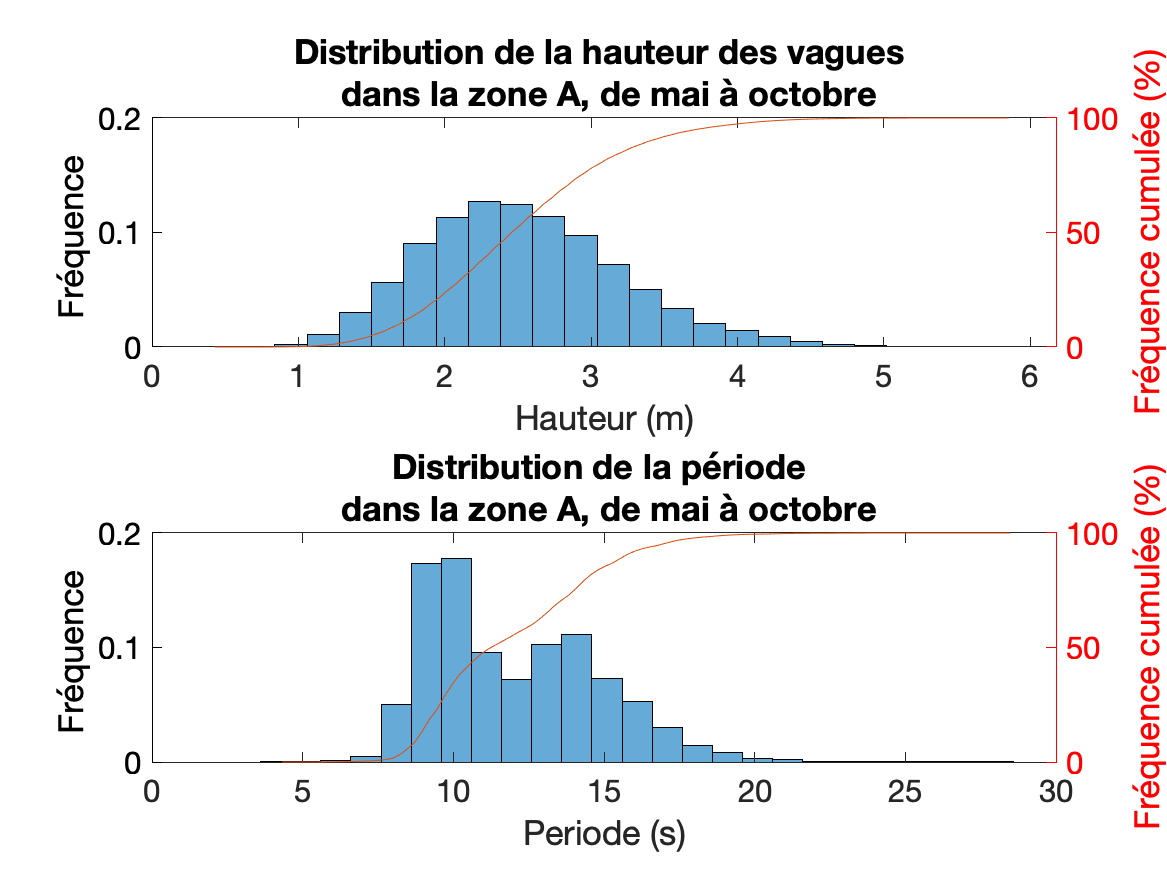 Distribution de la hauteur des vagues
dans la zone A, de mai à octobre
0.2
0.1
0
Fréquence
100
50
0
Fréquence cumulée (%)
0 1 2 3 4 5 6
Hauteur (m)
Distribution de la période
dans la zone A, de mai à octobre
0.2
0.1
0
Fréquence
100
50
0
Fréquence cumulée (%)
0 5 10 15 20 25 30
Periode (s)